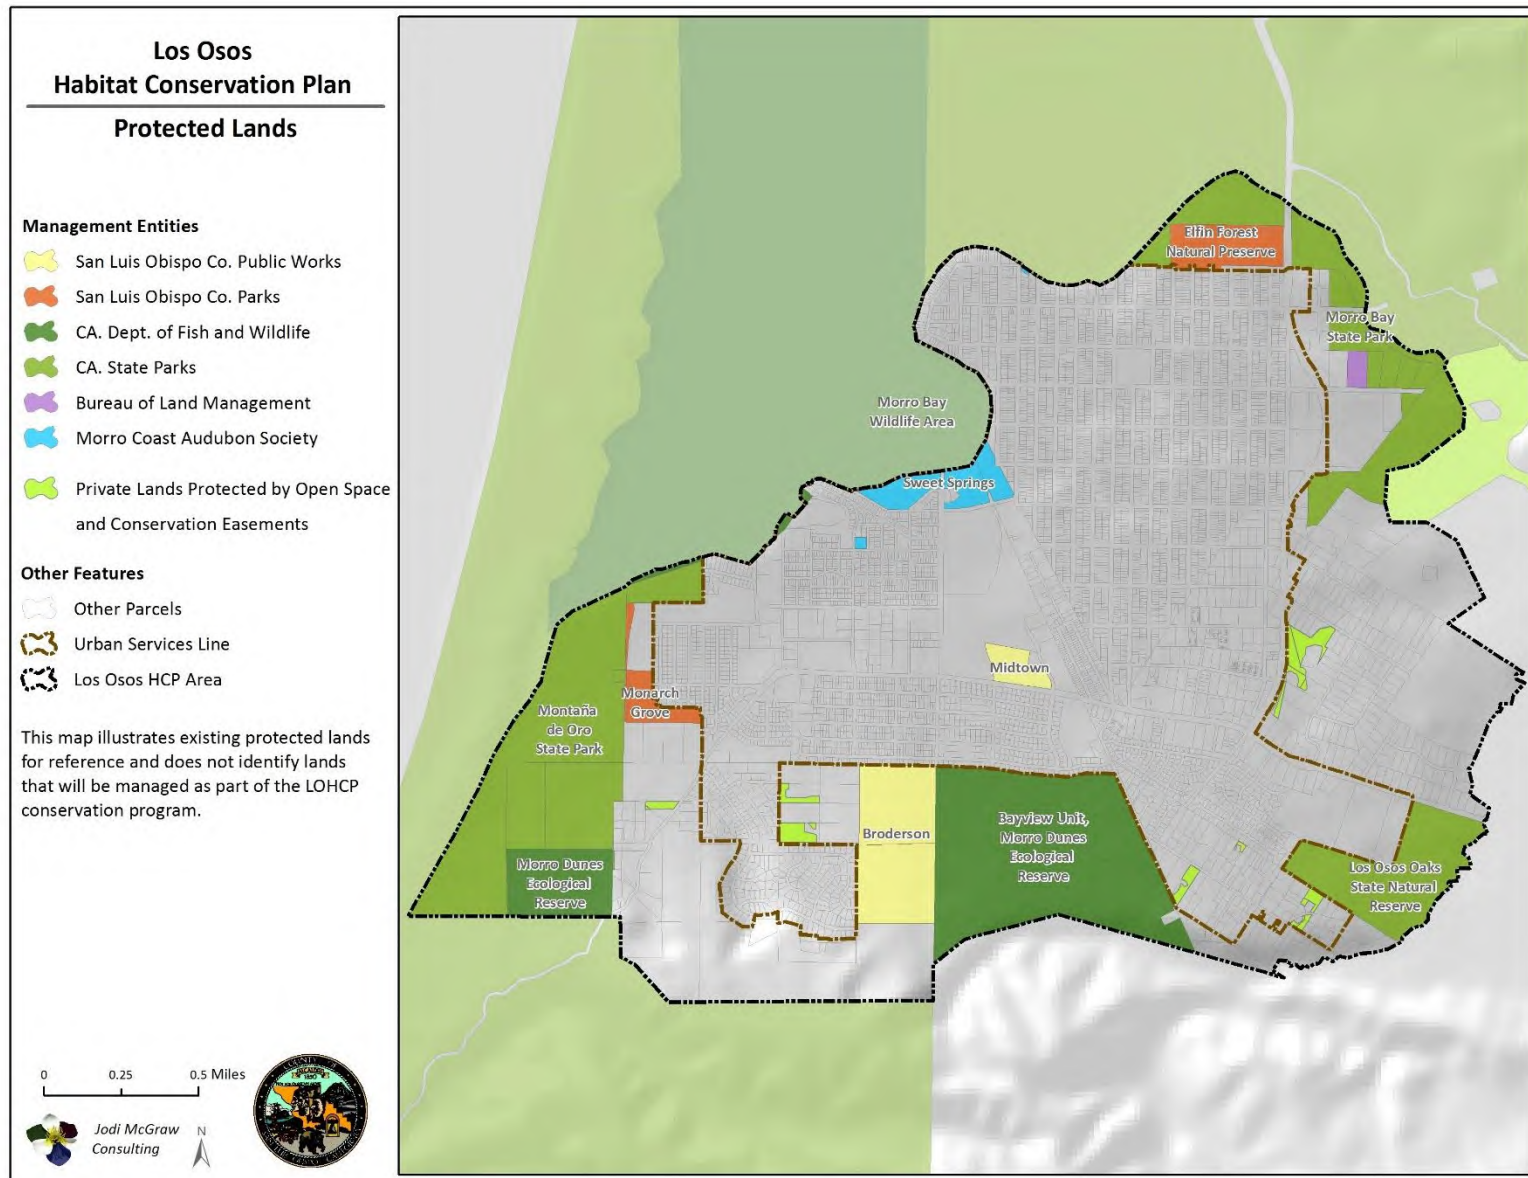 Los Osos
Habitat Conservation Plan
Protected Lands
Management Entities
San Luis Obispo Co. Public Works
San Luis Obispo Co. Parks
CA. Dept. of Fish and Wildlife
CA. State Parks
Bureau of Land Management
Morro Coast Audubon Society
Private Lands Protected by Open Space
and Conservation Easements
Other Features
Other Parcels
Urban Services Line
Los Osos HCP Area
This map illustrates existing protected lands
for reference and does not identify lands
that will be managed as part of the LOHCP
conservation program.
0 0.25 0.5 Miles
Jodi McGraw
Consulting
N
Elfin Forest
Natural Preserve
Morro Bay
State Park
Morro Bay
Wildlife Area
Sweet Springs
Midtown
Monarch
Grove
Montaña
de Oro
State Park
Broderson
Bayview Unit,
Morro Dunes
Ecological
Reserve
Morro Dunes
Ecological
Reserve
Los Osos Oaks
State Natural
Reserve